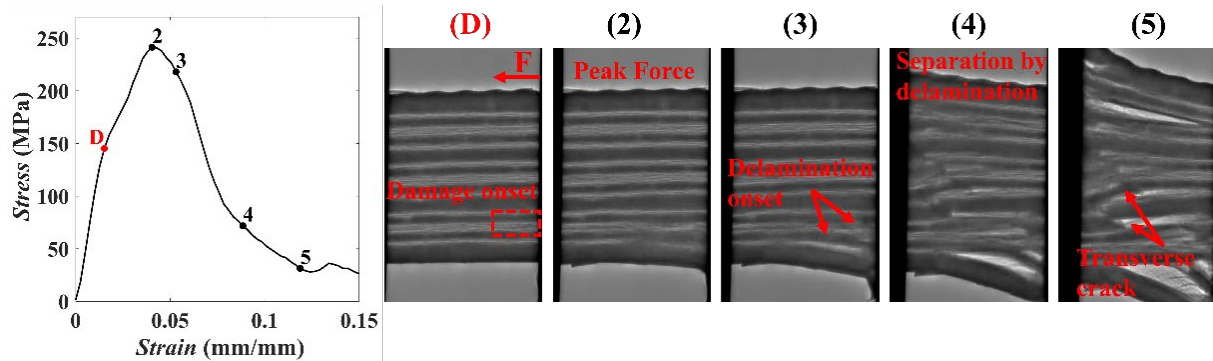 Stress (MPa)
250
200
150
100
50
0
D
2
3
4
5
0
0.05
0.1
0.15
Strain (mm/mm)
(D)
(2)
(3)
(4)
(5)
F
Damage onset
Peak Force
Delamination
onset
Separation by
delamination
Transverse
crack